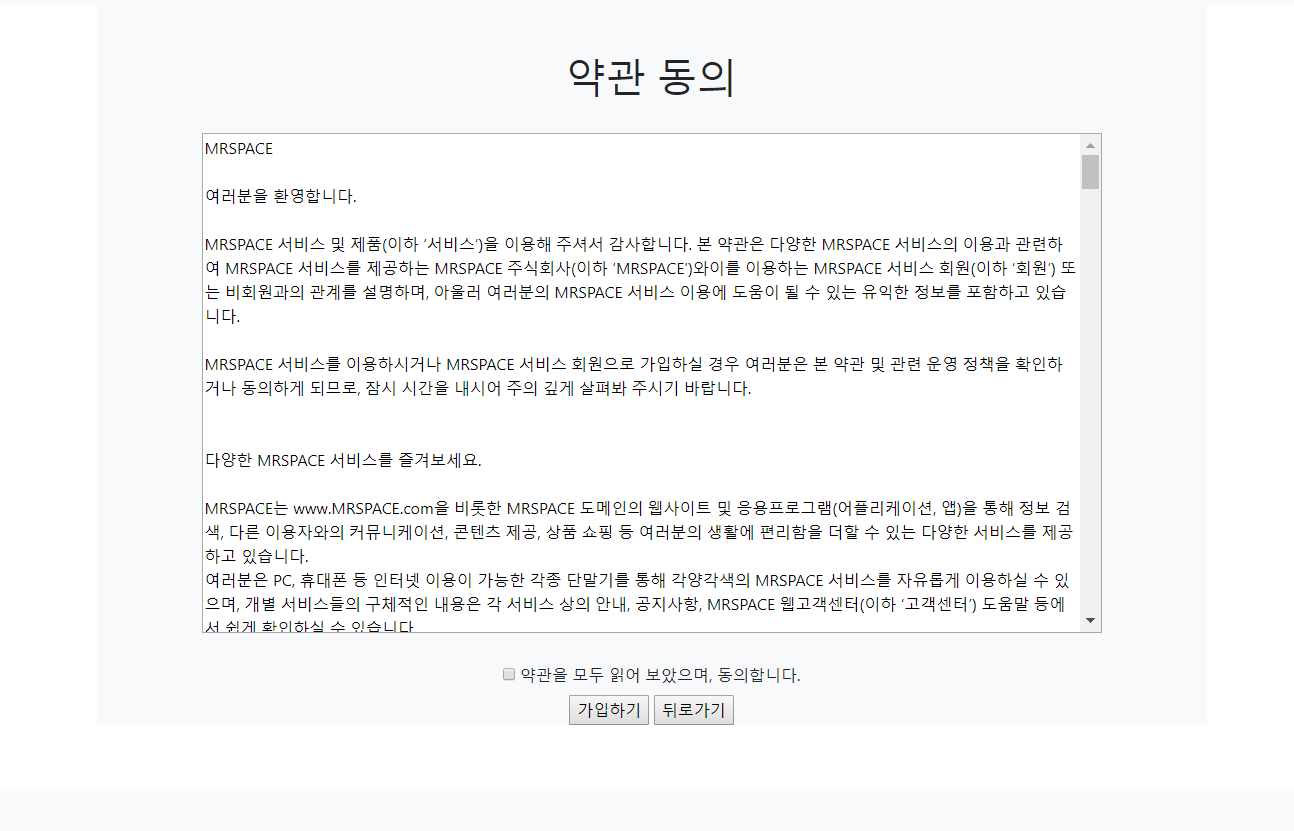 약관 동의
MRSPACE
여러분을 환영합니다.
MRSPACE 서비스 및 제품(이하 ‘서비스’)을 이용해 주셔서 감사합니다. 본 약관은 다양한 MRSPACE 서비스의 이용과 관련하
여 MRSPACE 서비스를 제공하는 MRSPACE 주식회사(이하 ‘MRSPACE’)와이를 이용하는 MRSPACE 서비스 회원(이하 ‘회원’) 또
는 비회원과의 관계를 설명하며, 아울러 여러분의 MRSPACE 서비스 이용에 도움이 될 수 있는 유익한 정보를 포함하고 있습
니다.
MRSPACE 서비스를 이용하시거나 MRSPACE 서비스 회원으로 가입하실 경우 여러분은 본 약관 및 관련 운영 정책을 확인하
거나 동의하게 되므로, 잠시 시간을 내시어 주의 깊게 살펴봐 주시기 바랍니다.
다양한 MRSPACE 서비스를 즐겨보세요.
MRSPACE는 www.MRSPACE.com을 비롯한 MRSPACE 도메인의 웹사이트 및 응용프로그램(어플리케이션, 앱)을 통해 정보 검
색, 다른 이용자와의 커뮤니케이션, 콘텐츠 제공, 상품 쇼핑 등 여러분의 생활에 편리함을 더할 수 있는 다양한 서비스를 제공
하고 있습니다.
여러분은 PC, 휴대폰 등 인터넷 이용이 가능한 각종 단말기를 통해 각양각색의 MRSPACE 서비스를 자유롭게 이용하실 수 있
으며, 개별 서비스들의 구체적인 내용은 각 서비스 상의 안내, 공지사항, MRSPACE 웹고객센터(이하 ‘고객센터’) 도움말 등에
서 쉽게 확인하실 수 있습니다
약관을 모두 읽어 보았으며, 동의합니다.
가입하기 뒤로가기